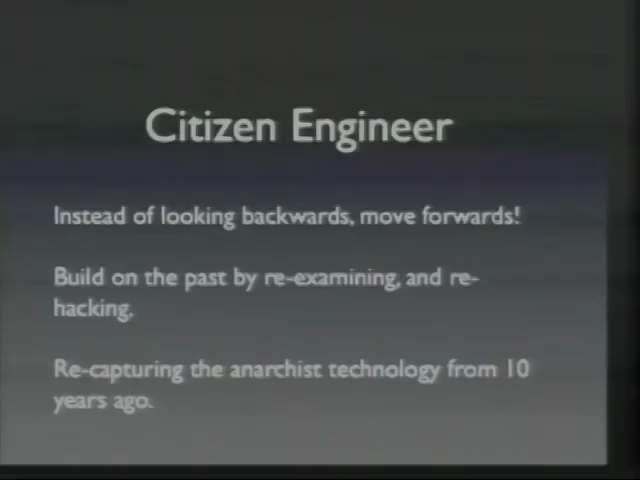 Citizen Engineer
Instead of looking backwards, move forwards!
Build on the past by re-examining, and re-
hacking.
Re-capturing the anarchist technology from 10
years ago.